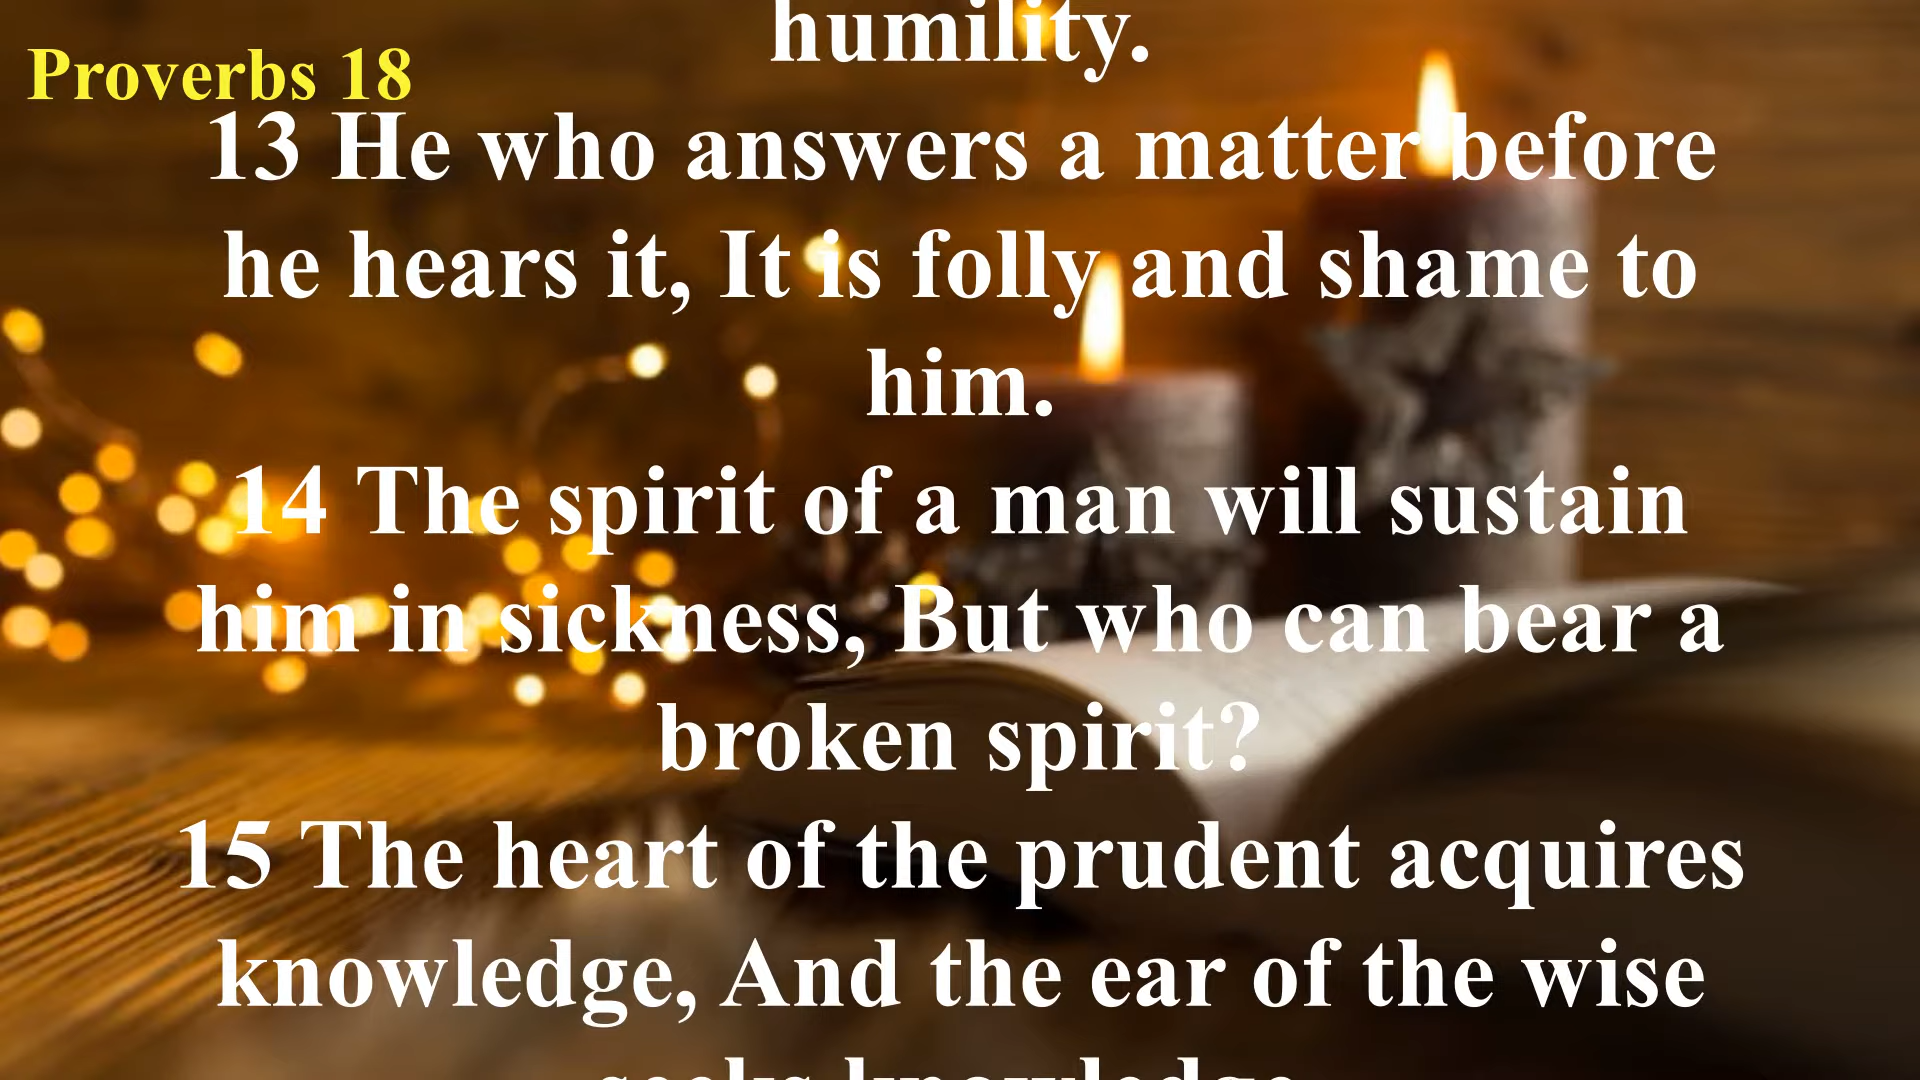 humility.
Proverbs 18
13 He who answers a matter before
he hears it, It is folly and shame to
him.
14 The spirit of a man will sustain
him in sickness, But who can bear a
broken spirit?
15 The heart of the prudent acquires
knowledge, And the ear of the wise
seeks knowledge